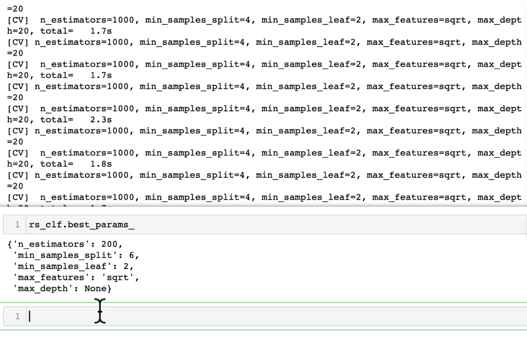 =20
[CV]  n_estimators=1000, min_samples_split=4, min_samples_leaf=2, max_features=sqrt, max_dept
h=20, total=   1.7s
[CV] n_estimators=1000, min_samples_split=4, min_samples_leaf=2, max_features=sqrt, max_depth
=20
[CV]  n_estimators=1000, min_samples_split=4, min_samples_leaf=2, max_features=sqrt, max_dept
h=20, total=   1.7s
[CV] n_estimators=1000, min_samples_split=4, min_samples_leaf=2, max_features=sqrt, max_depth
=20
[CV]  n_estimators=1000, min_samples_split=4, min_samples_leaf=2, max_features=sqrt, max_dept
h=20, total=   2.3s
[CV] n_estimators=1000, min_samples_split=4, min_samples_leaf=2, max_features=sqrt, max_depth
=20
[CV]  n_estimators=1000, min_samples_split=4, min_samples_leaf=2, max_features=sqrt, max_dept
h=20, total=   1.8s
[CV] n_estimators=1000, min_samples_split=4, min_samples_leaf=2, max_features=sqrt, max_depth
=20
[CV]  n_estimators=1000, min_samples_split=4, min_samples_leaf=2, max_features=sqrt, max_dept
1 rs_clf.best_params_
{'n_estimators': 200,
 'min_samples_split': 6,
 'min_samples_leaf': 2,
 'max_features': 'sqrt',
 'max_depth': None}
1